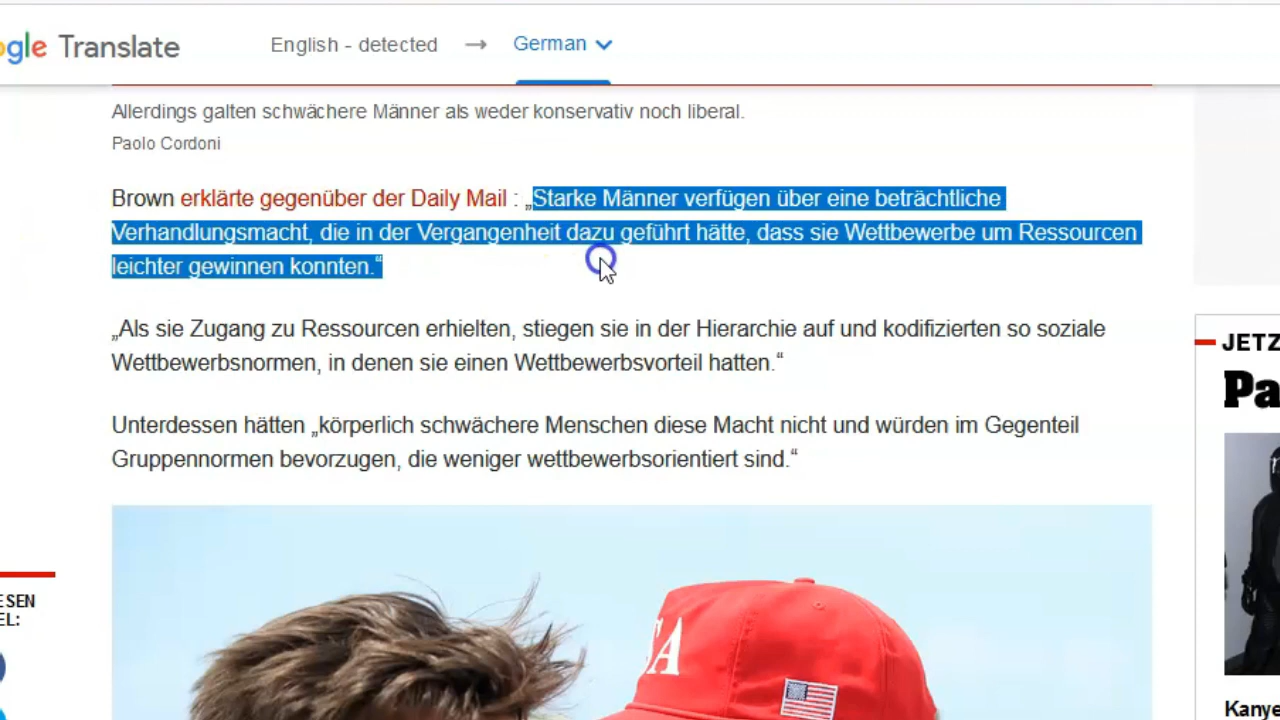 ogle Translate English - detected → German
Allerdings galten schwächere Männer als weder konservativ noch liberal.
Paolo Cordoni
Brown erklärte gegenüber der Daily Mail : „Starke Männer verfügen über eine beträchtliche
Verhandlungsmacht, die in der Vergangenheit dazu geführt hätte, dass sie Wettbewerbe um Ressourcen
leichter gewinnen konnten.“
„Als sie Zugang zu Ressourcen erhielten, stiegen sie in der Hierarchie auf und kodifizierten so soziale
Wettbewerbsnormen, in denen sie einen Wettbewerbsvorteil hatten.“
Unterdessen hätten „körperlich schwächere Menschen diese Macht nicht und würden im Gegenteil
Gruppennormen bevorzugen, die weniger wettbewerbsorientiert sind.“
ESEN
EL:
JETZ
Pa
Kanye
SA